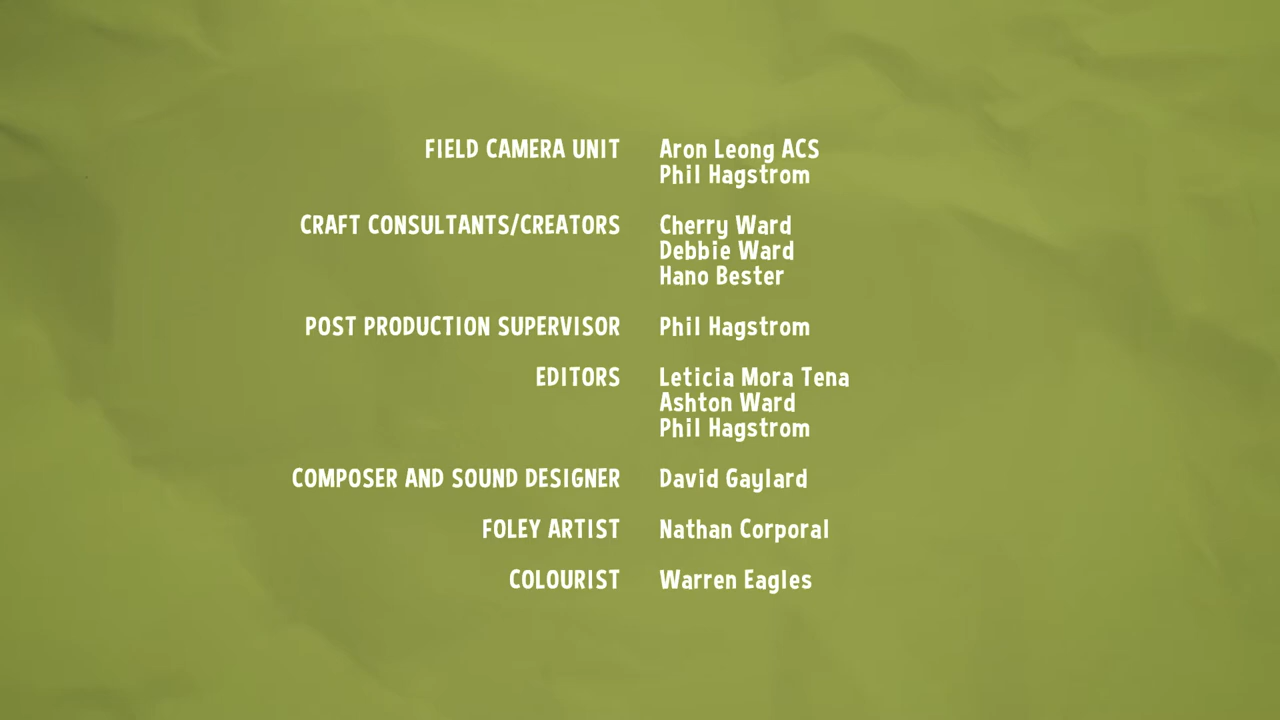 FIELD CAMERA UNIT Aron Leong ACS
Phil Hagstrom
CRAFT CONSULTANTS/CREATORS Cherry Ward
Debbie Ward
Hano Bester
POST PRODUCTION SUPERVISOR Phil Hagstrom
EDITORS Leticia Mora Tena
Ashton Ward
Phil Hagstrom
COMPOSER AND SOUND DESIGNER David Gaylard
FOLEY ARTIST Nathan Corporal
COLOURIST Warren Eagles